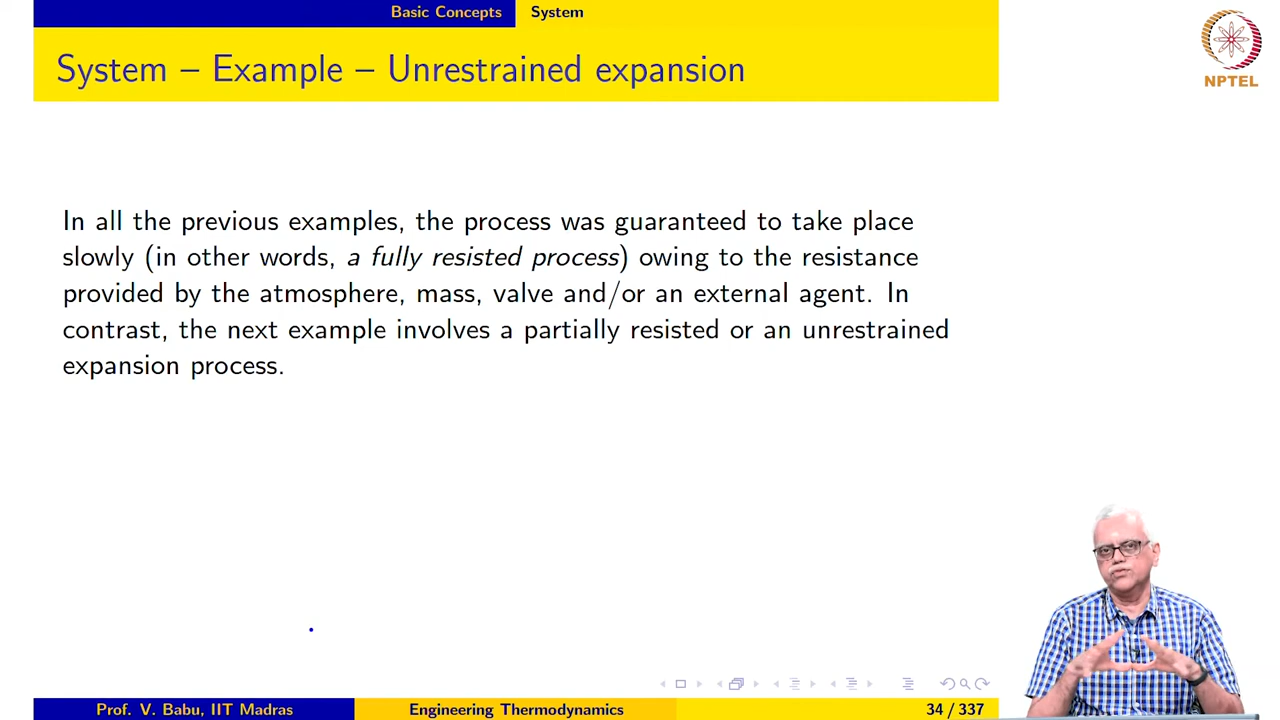 Basic Concepts System
System – Example – Unrestrained expansion
NPTEL
In all the previous examples, the process was guaranteed to take place
slowly (in other words, a fully resisted process) owing to the resistance
provided by the atmosphere, mass, valve and/or an external agent. In
contrast, the next example involves a partially resisted or an unrestrained
expansion process.
Prof. V. Babu, IIT Madras Engineering Thermodynamics 34 / 337